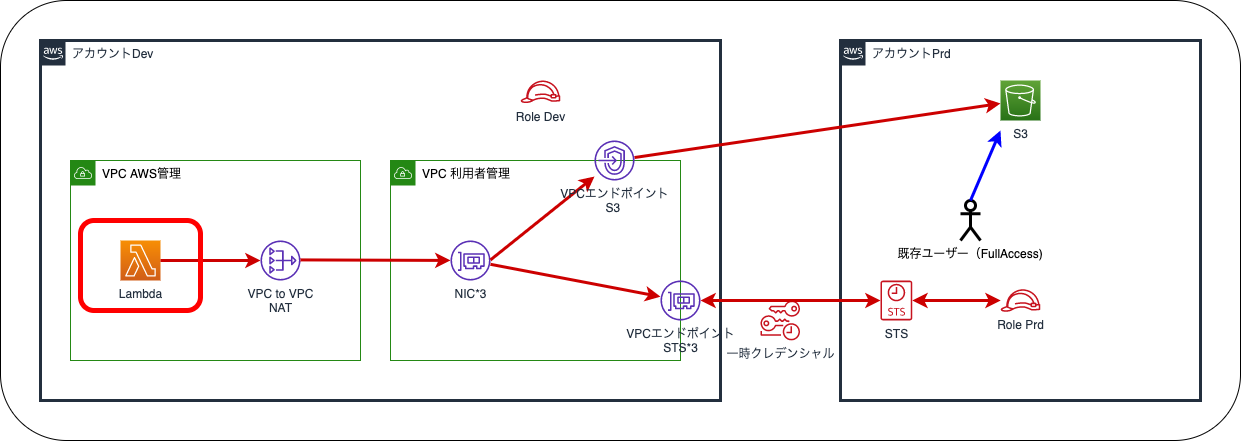 aws
アカウントDev
aws
アカウントPrd
Role Dev
S3
VPC AWS管理
VPC 利用者管理
VPCエンドポイント
S3
既存ユーザー（FullAccess)
Lambda
VPC to VPC
NAT
NIC*3
STS
VPCエンドポイント
STS*3
一時クレデンシャル
STS
Role Prd